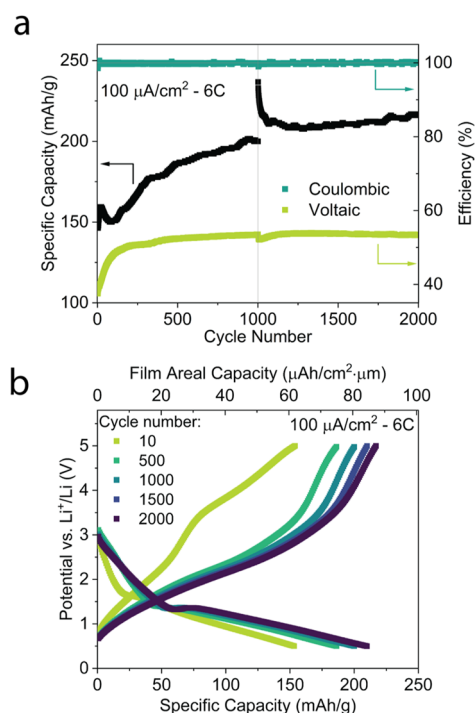 a
250
200
150
100
Specific Capacity (mAh/g)
100 μA/cm² - 6C
Coulombic
Voltaic
100
80
60
40
Efficiency (%)
0
500
1000
1500
2000
Cycle Number
b
Film Areal Capacity (μAh/cm²·μm)
0
20
40
60
80
100
Cycle number:
10
500
1000
1500
2000
100 μA/cm² - 6C
5
4
3
2
1
0
Potential vs. Li⁺/Li (V)
0
50
100
150
200
250
Specific Capacity (mAh/g)